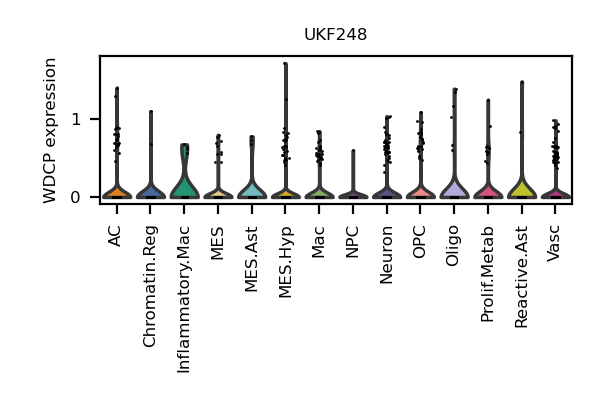 UKF248
WDCP expression
1
0
AC
Chromatin.Reg
Inflammatory.Mac
MES
MES.Ast
MES.Hyp
Mac
NPC
Neuron
OPC
Oligo
Prolif.Metab
Reactive.Ast
Vasc